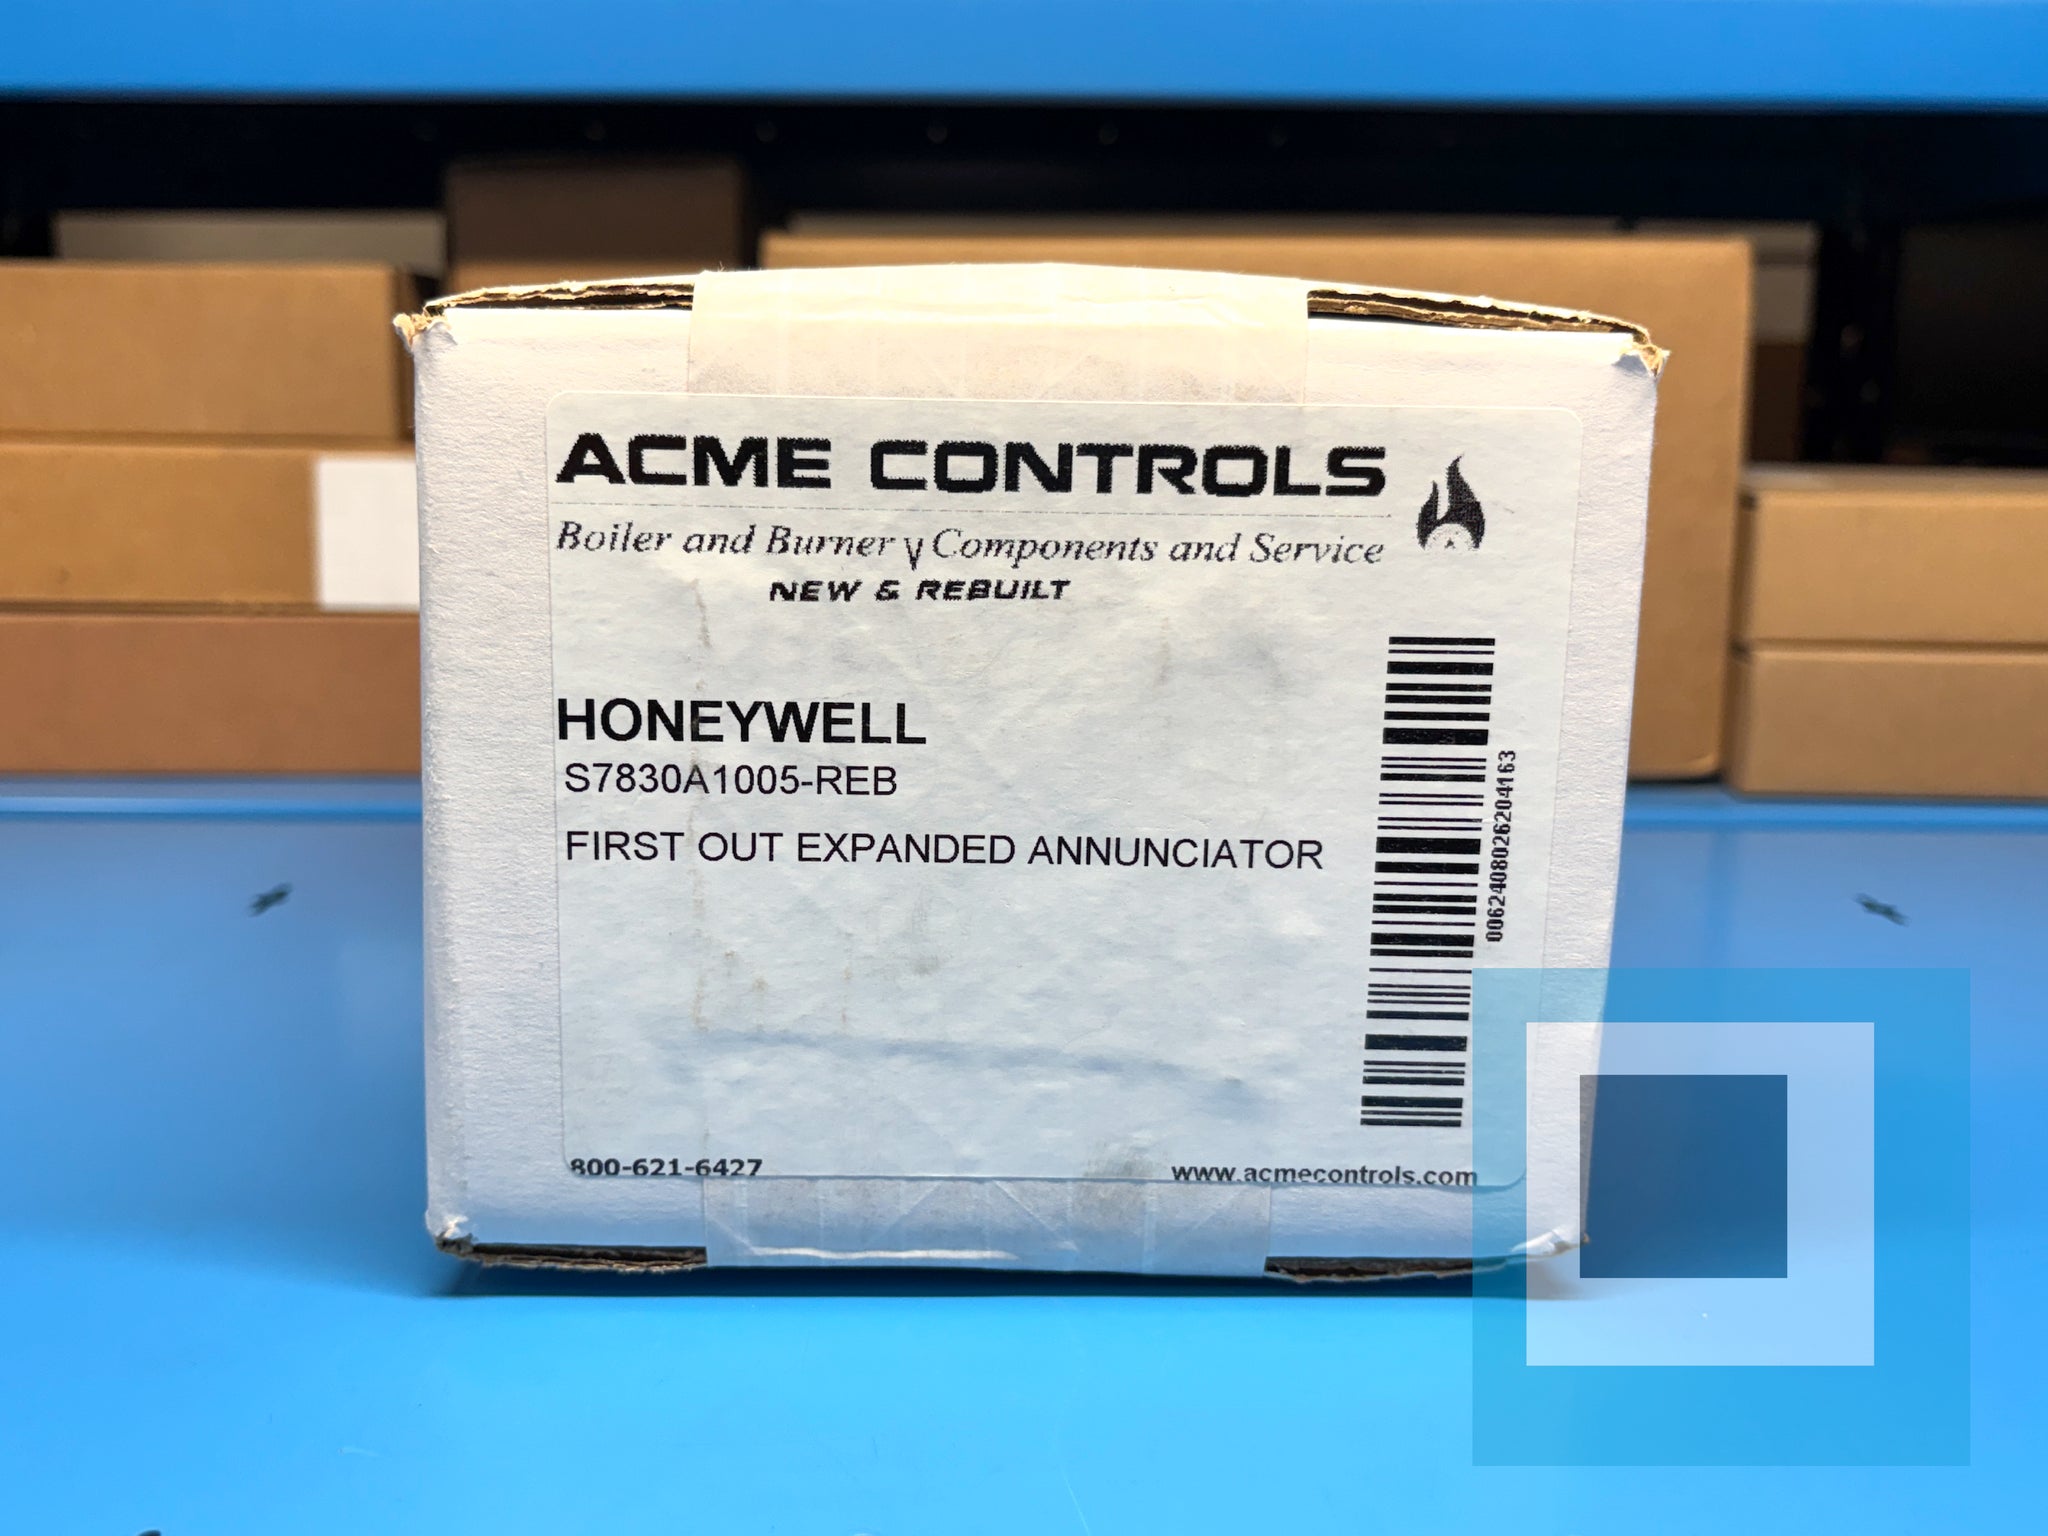 ACME CONTROLS
Boiler and Burner Components and Service
NEW & REBUILT
HONEYWELL
S7830A1005-REB
FIRST OUT EXPANDED ANNUNCIATOR
0062408026204163
800-621-6427
www.acmecontrols.com